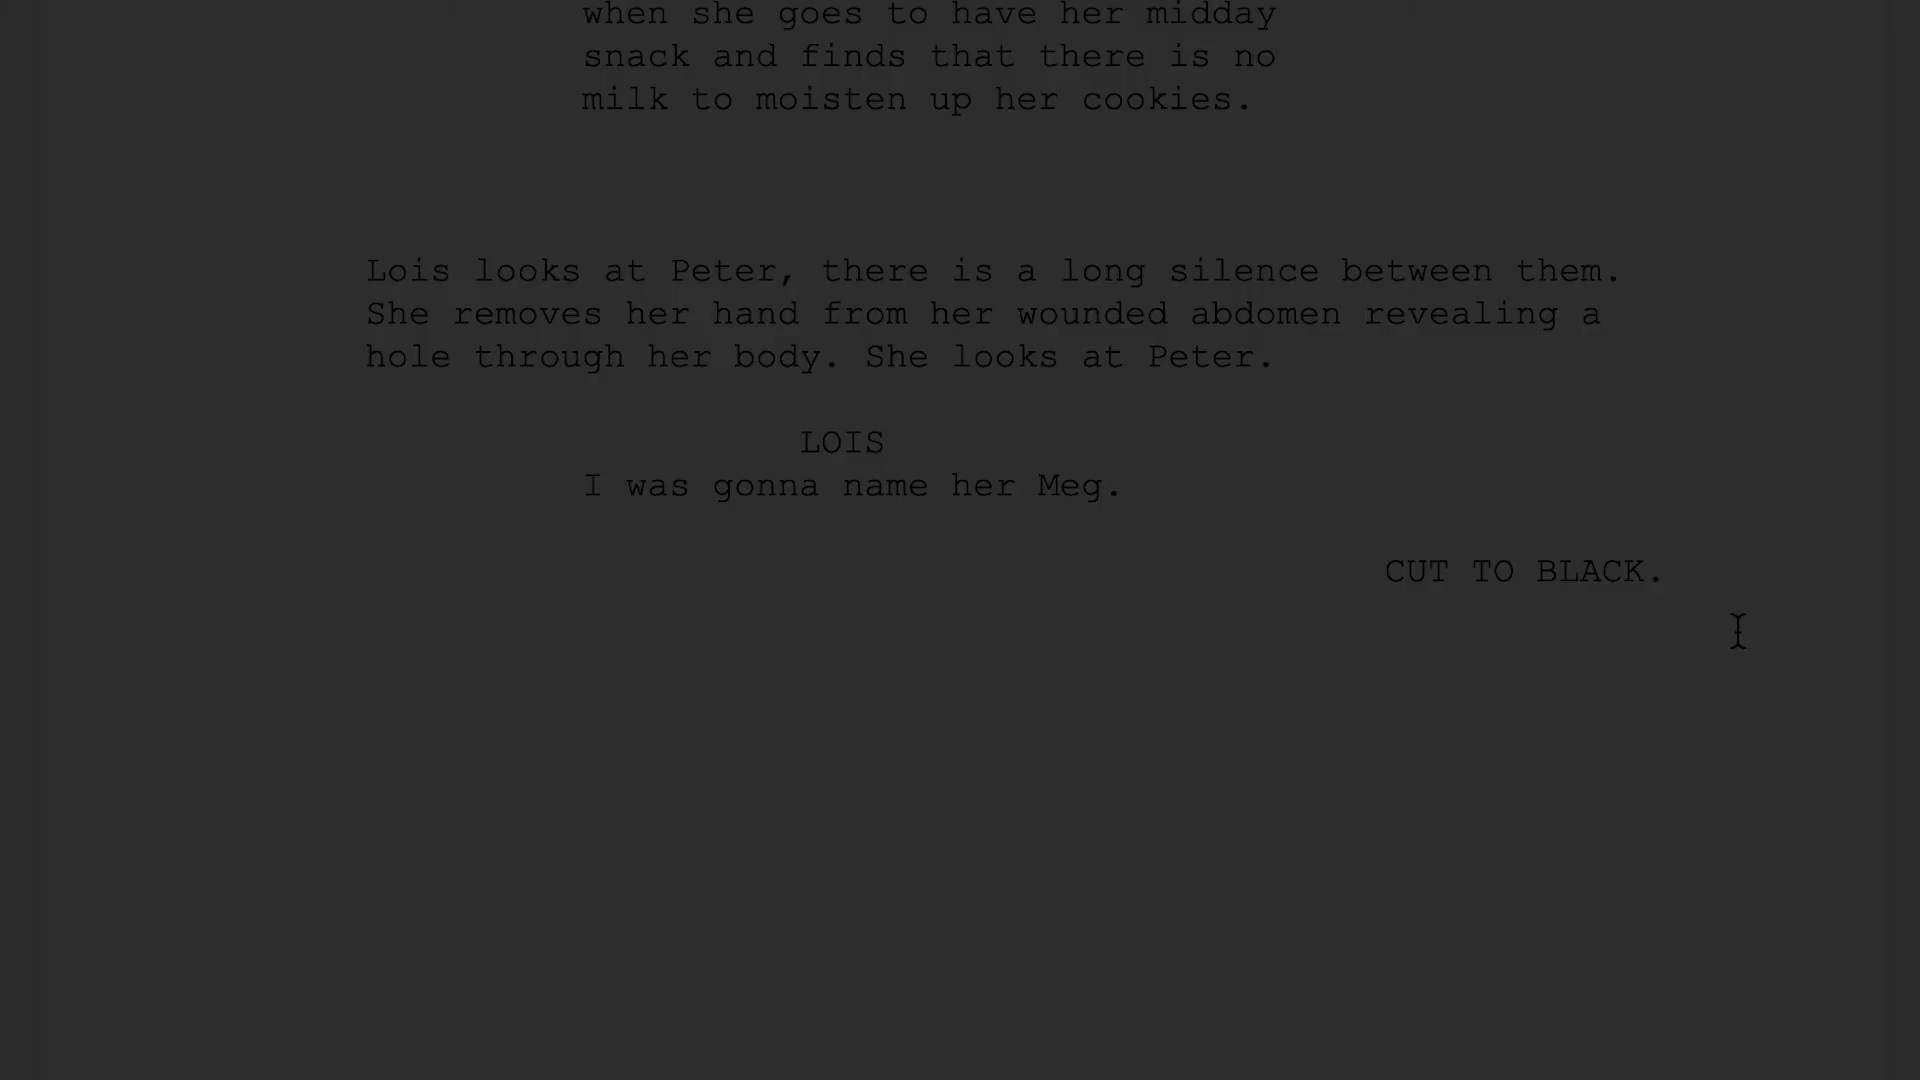 when she goes to have her midday
snack and finds that there is no
milk to moisten up her cookies.
Lois looks at Peter, there is a long silence between them.
She removes her hand from her wounded abdomen revealing a
hole through her body. She looks at Peter.
LOIS
I was gonna name her Meg.
CUT TO BLACK.